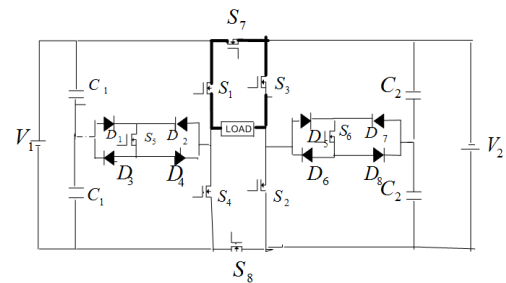 S7
C1 S1 S3 C2
LOAD
V1 D1 S5 D2 D5 S6 D7 V2
D3 D4 D6 D8
C1 S4 S2 C2
S8